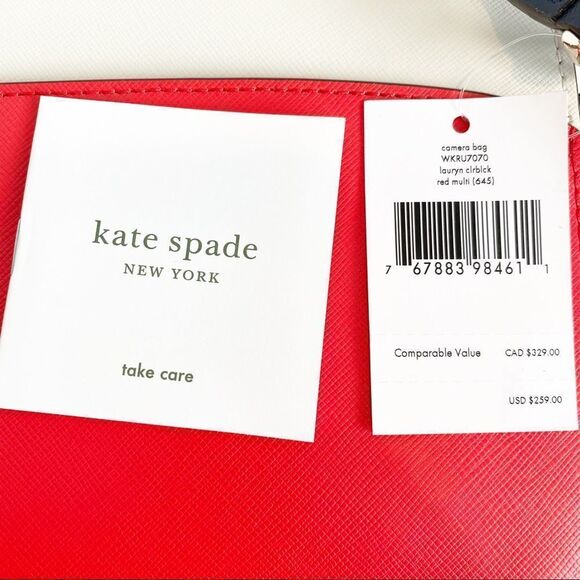 kate spade
NEW YORK
take care
camera bag
WKRU7070
lauryn clrblck
red multi (645)
7 67883 98461 1
Comparable Value CAD $329.00
USD $259.00